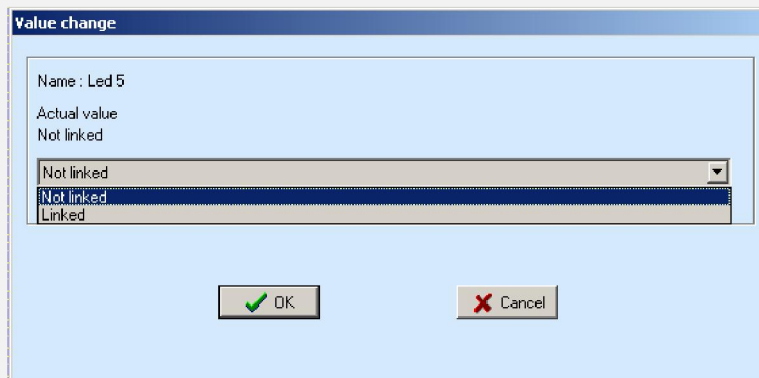 Value change
Name : Led 5
Actual value
Not linked
Not linked
Not linked
Linked
OK
Cancel